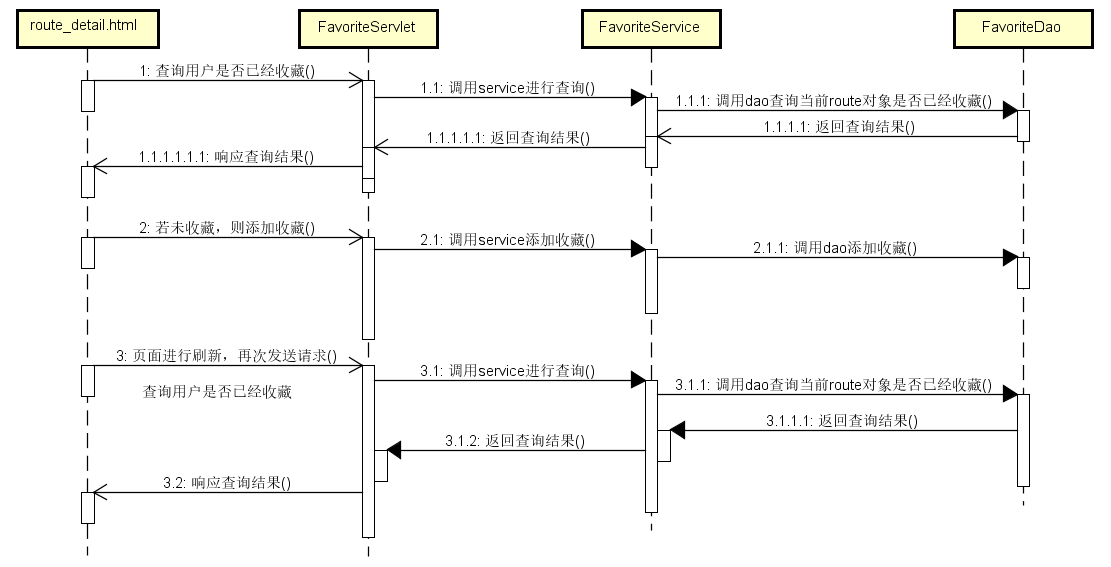 route_detail.html
FavoriteServlet
FavoriteService
FavoriteDao
1: 查询用户是否已经收藏()
1.1: 调用service进行查询()
1.1.1: 调用dao查询当前route对象是否已经收藏()
1.1.1.1: 返回查询结果()
1.1.1.1.1: 返回查询结果()
1.1.1.1.1.1: 响应查询结果()
2: 若未收藏，则添加收藏()
2.1: 调用service添加收藏()
2.1.1: 调用dao添加收藏()
3: 页面进行刷新，再次发送请求()
查询用户是否已经收藏
3.1: 调用service进行查询()
3.1.1: 调用dao查询当前route对象是否已经收藏()
3.1.1.1: 返回查询结果()
3.1.2: 返回查询结果()
3.2: 响应查询结果()